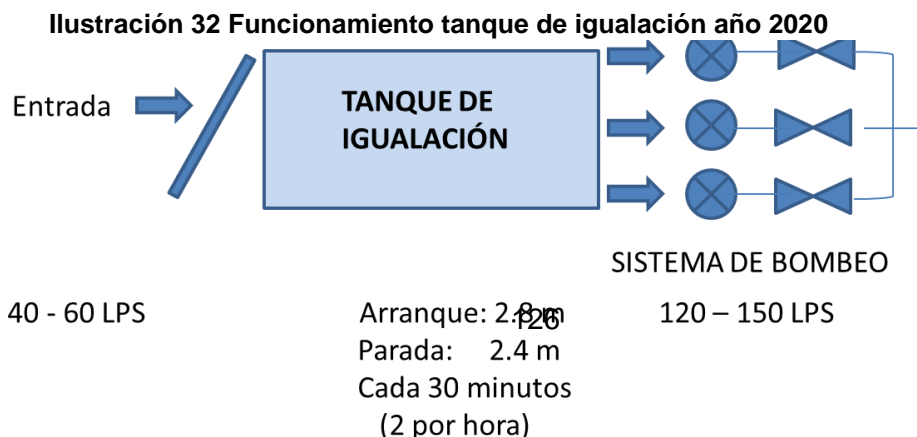 Ilustración 32 Funcionamiento tanque de igualación año 2020
Entrada
TANQUE DE
IGUALACIÓN
SISTEMA DE BOMBEO
40 - 60 LPS
Arranque: 2.8 m
126
120 – 150 LPS
Parada: 2.4 m
Cada 30 minutos
(2 por hora)